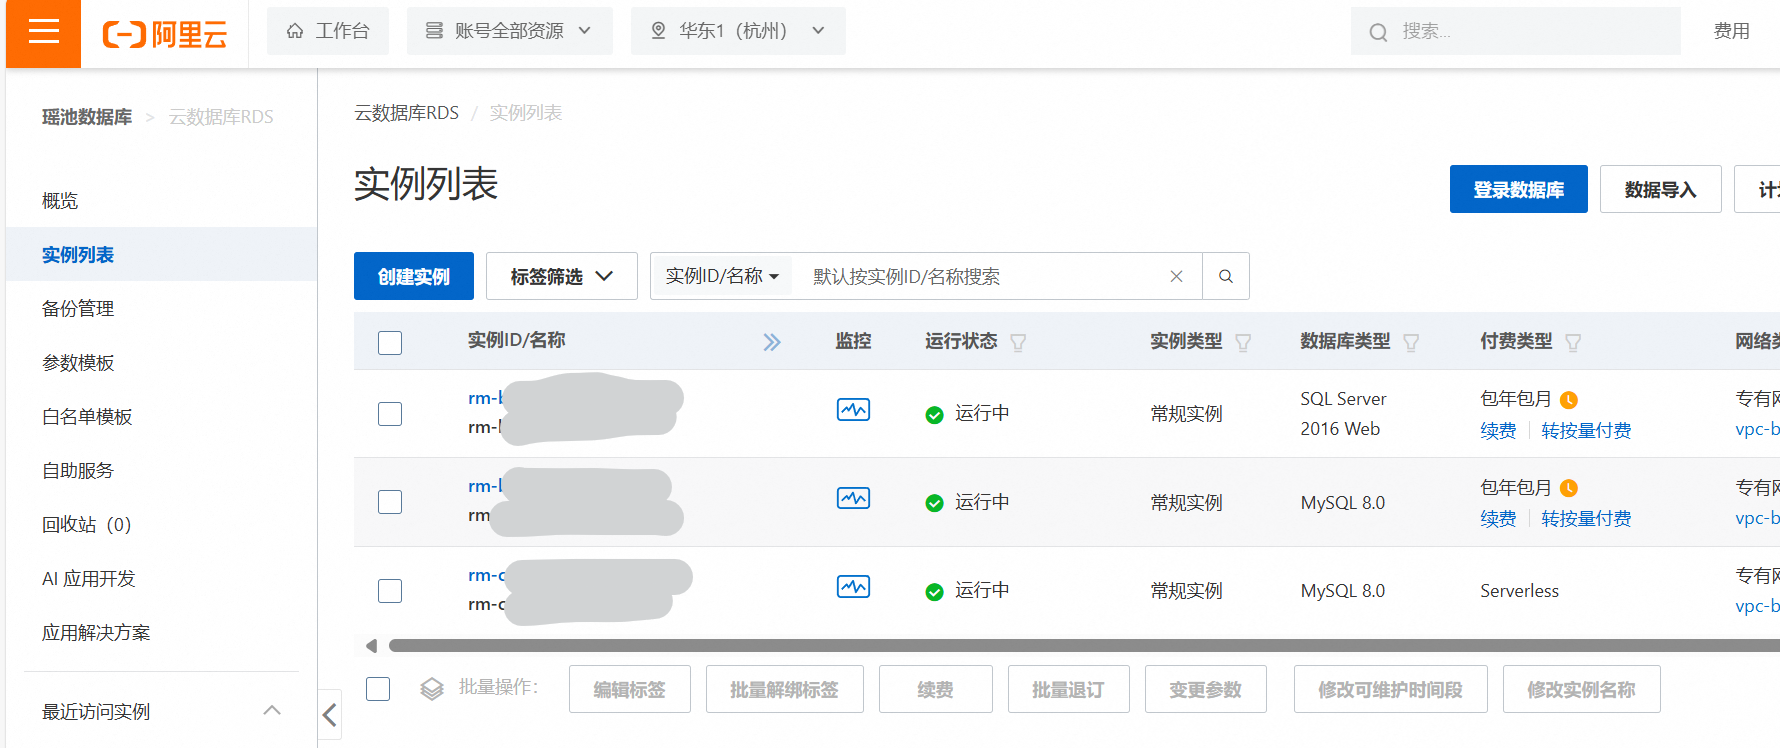 阿里云
工作台
账号全部资源
华东1（杭州）
搜索...
费用
瑶池数据库 > 云数据库RDS
概览
实例列表
备份管理
参数模板
白名单模板
自助服务
回收站（0）
AI 应用开发
应用解决方案
最近访问实例
云数据库RDS / 实例列表
实例列表
登录数据库
数据导入
创建实例
标签筛选
实例ID/名称
默认按实例ID/名称搜索
实例ID/名称 监控 运行状态 实例类型 数据库类型 付费类型 网络
rm-b
rm-
运行中
常规实例
SQL Server
2016 Web
包年包月
续费 转按量付费
专有
vpc-b
rm-b
rm
运行中
常规实例
MySQL 8.0
包年包月
续费 转按量付费
专有
vpc-b
rm-c
rm-c
运行中
常规实例
MySQL 8.0
Serverless
专有
vpc-b
批量操作：
编辑标签
批量解绑标签
续费
批量退订
变更参数
修改可维护时间段
修改实例名称